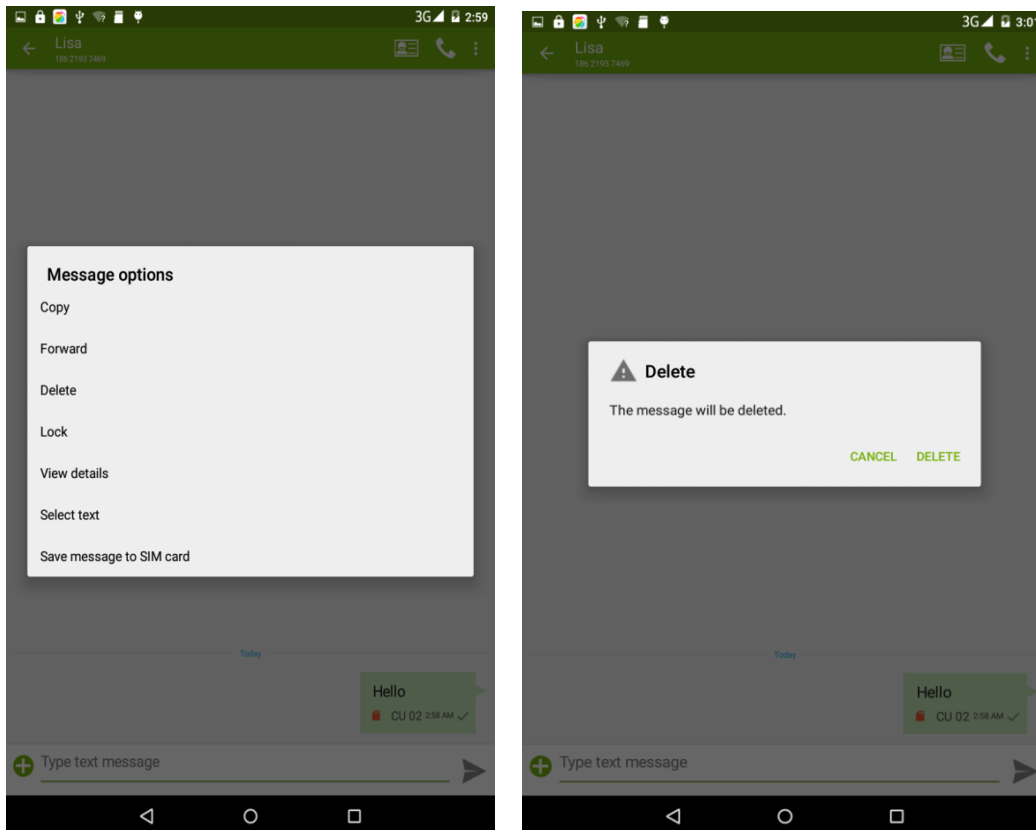 3G 2:59
Lisa
186 2193 7469
Message options
Copy
Forward
Delete
Lock
View details
Select text
Save message to SIM card
Today
Hello
CU 02 2:58 AM
Type text message
3G 3:01
Lisa
186 2193 7469
Delete
The message will be deleted.
CANCEL DELETE
Today
Hello
CU 02 2:58 AM
Type text message